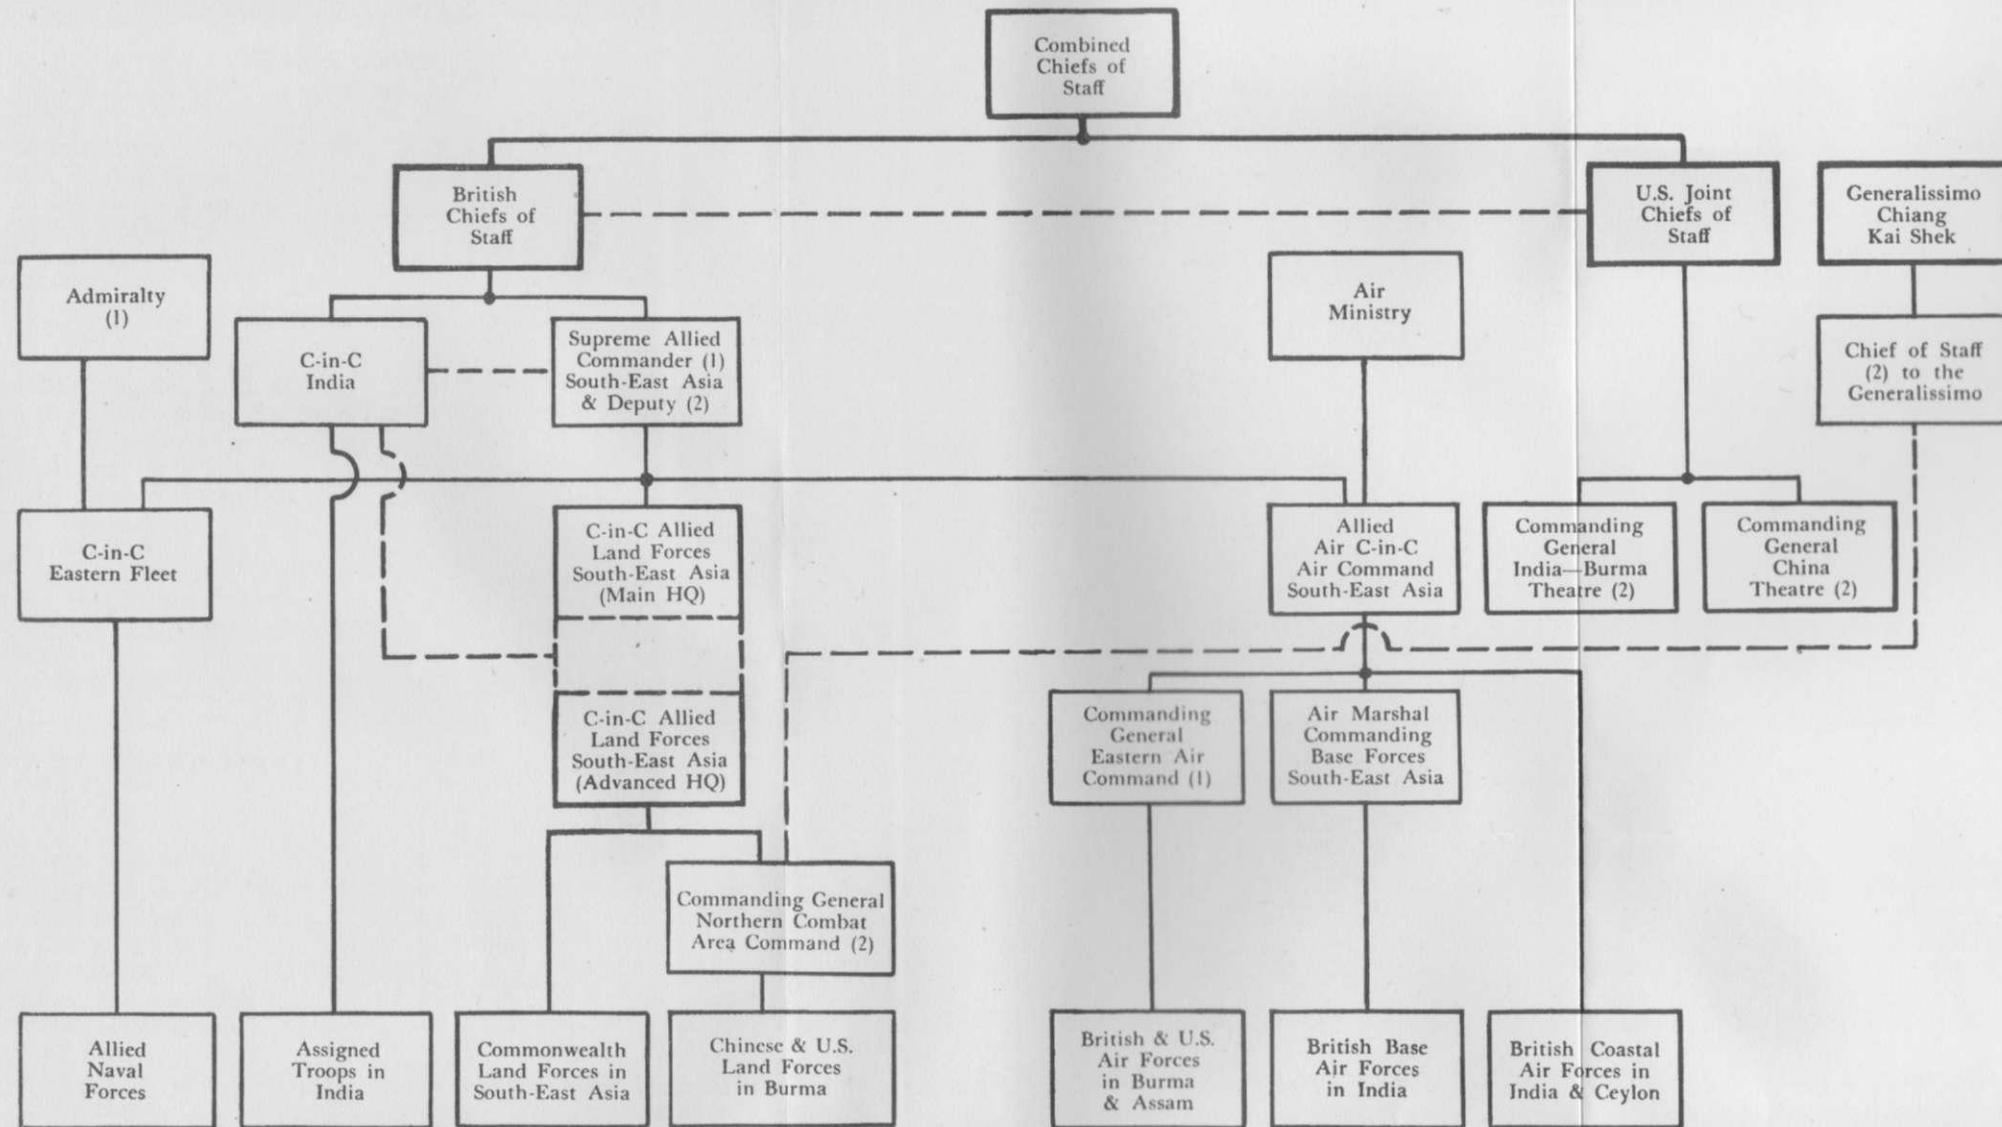 Combined
Chiefs of
Staff
British
Chiefs of
Staff
U.S. Joint
Chiefs of
Staff
Generalissimo
Chiang
Kai Shek
Admiralty
(1)
Air
Ministry
C-in-C
India
Supreme Allied
Commander (1)
South-East Asia
& Deputy (2)
Chief of Staff
(2) to the
Generalissimo
C-in-C
Eastern Fleet
C-in-C Allied
Land Forces
South-East Asia
(Main HQ)
Allied
Air C-in-C
Air Command
South-East Asia
Commanding
General
India—Burma
Theatre (2)
Commanding
General
China
Theatre (2)
C-in-C Allied
Land Forces
South-East Asia
(Advanced HQ)
Commanding
General
Eastern Air
Command (1)
Air Marshal
Commanding
Base Forces
South-East Asia
Commanding General
Northern Combat
Area Command (2)
Allied
Naval
Forces
Assigned
Troops in
India
Commonwealth
Land Forces in
South-East Asia
Chinese & U.S.
Land Forces
in Burma
British & U.S.
Air Forces
in Burma
& Assam
British Base
Air Forces
in India
British Coastal
Air Forces in
India & Ceylon